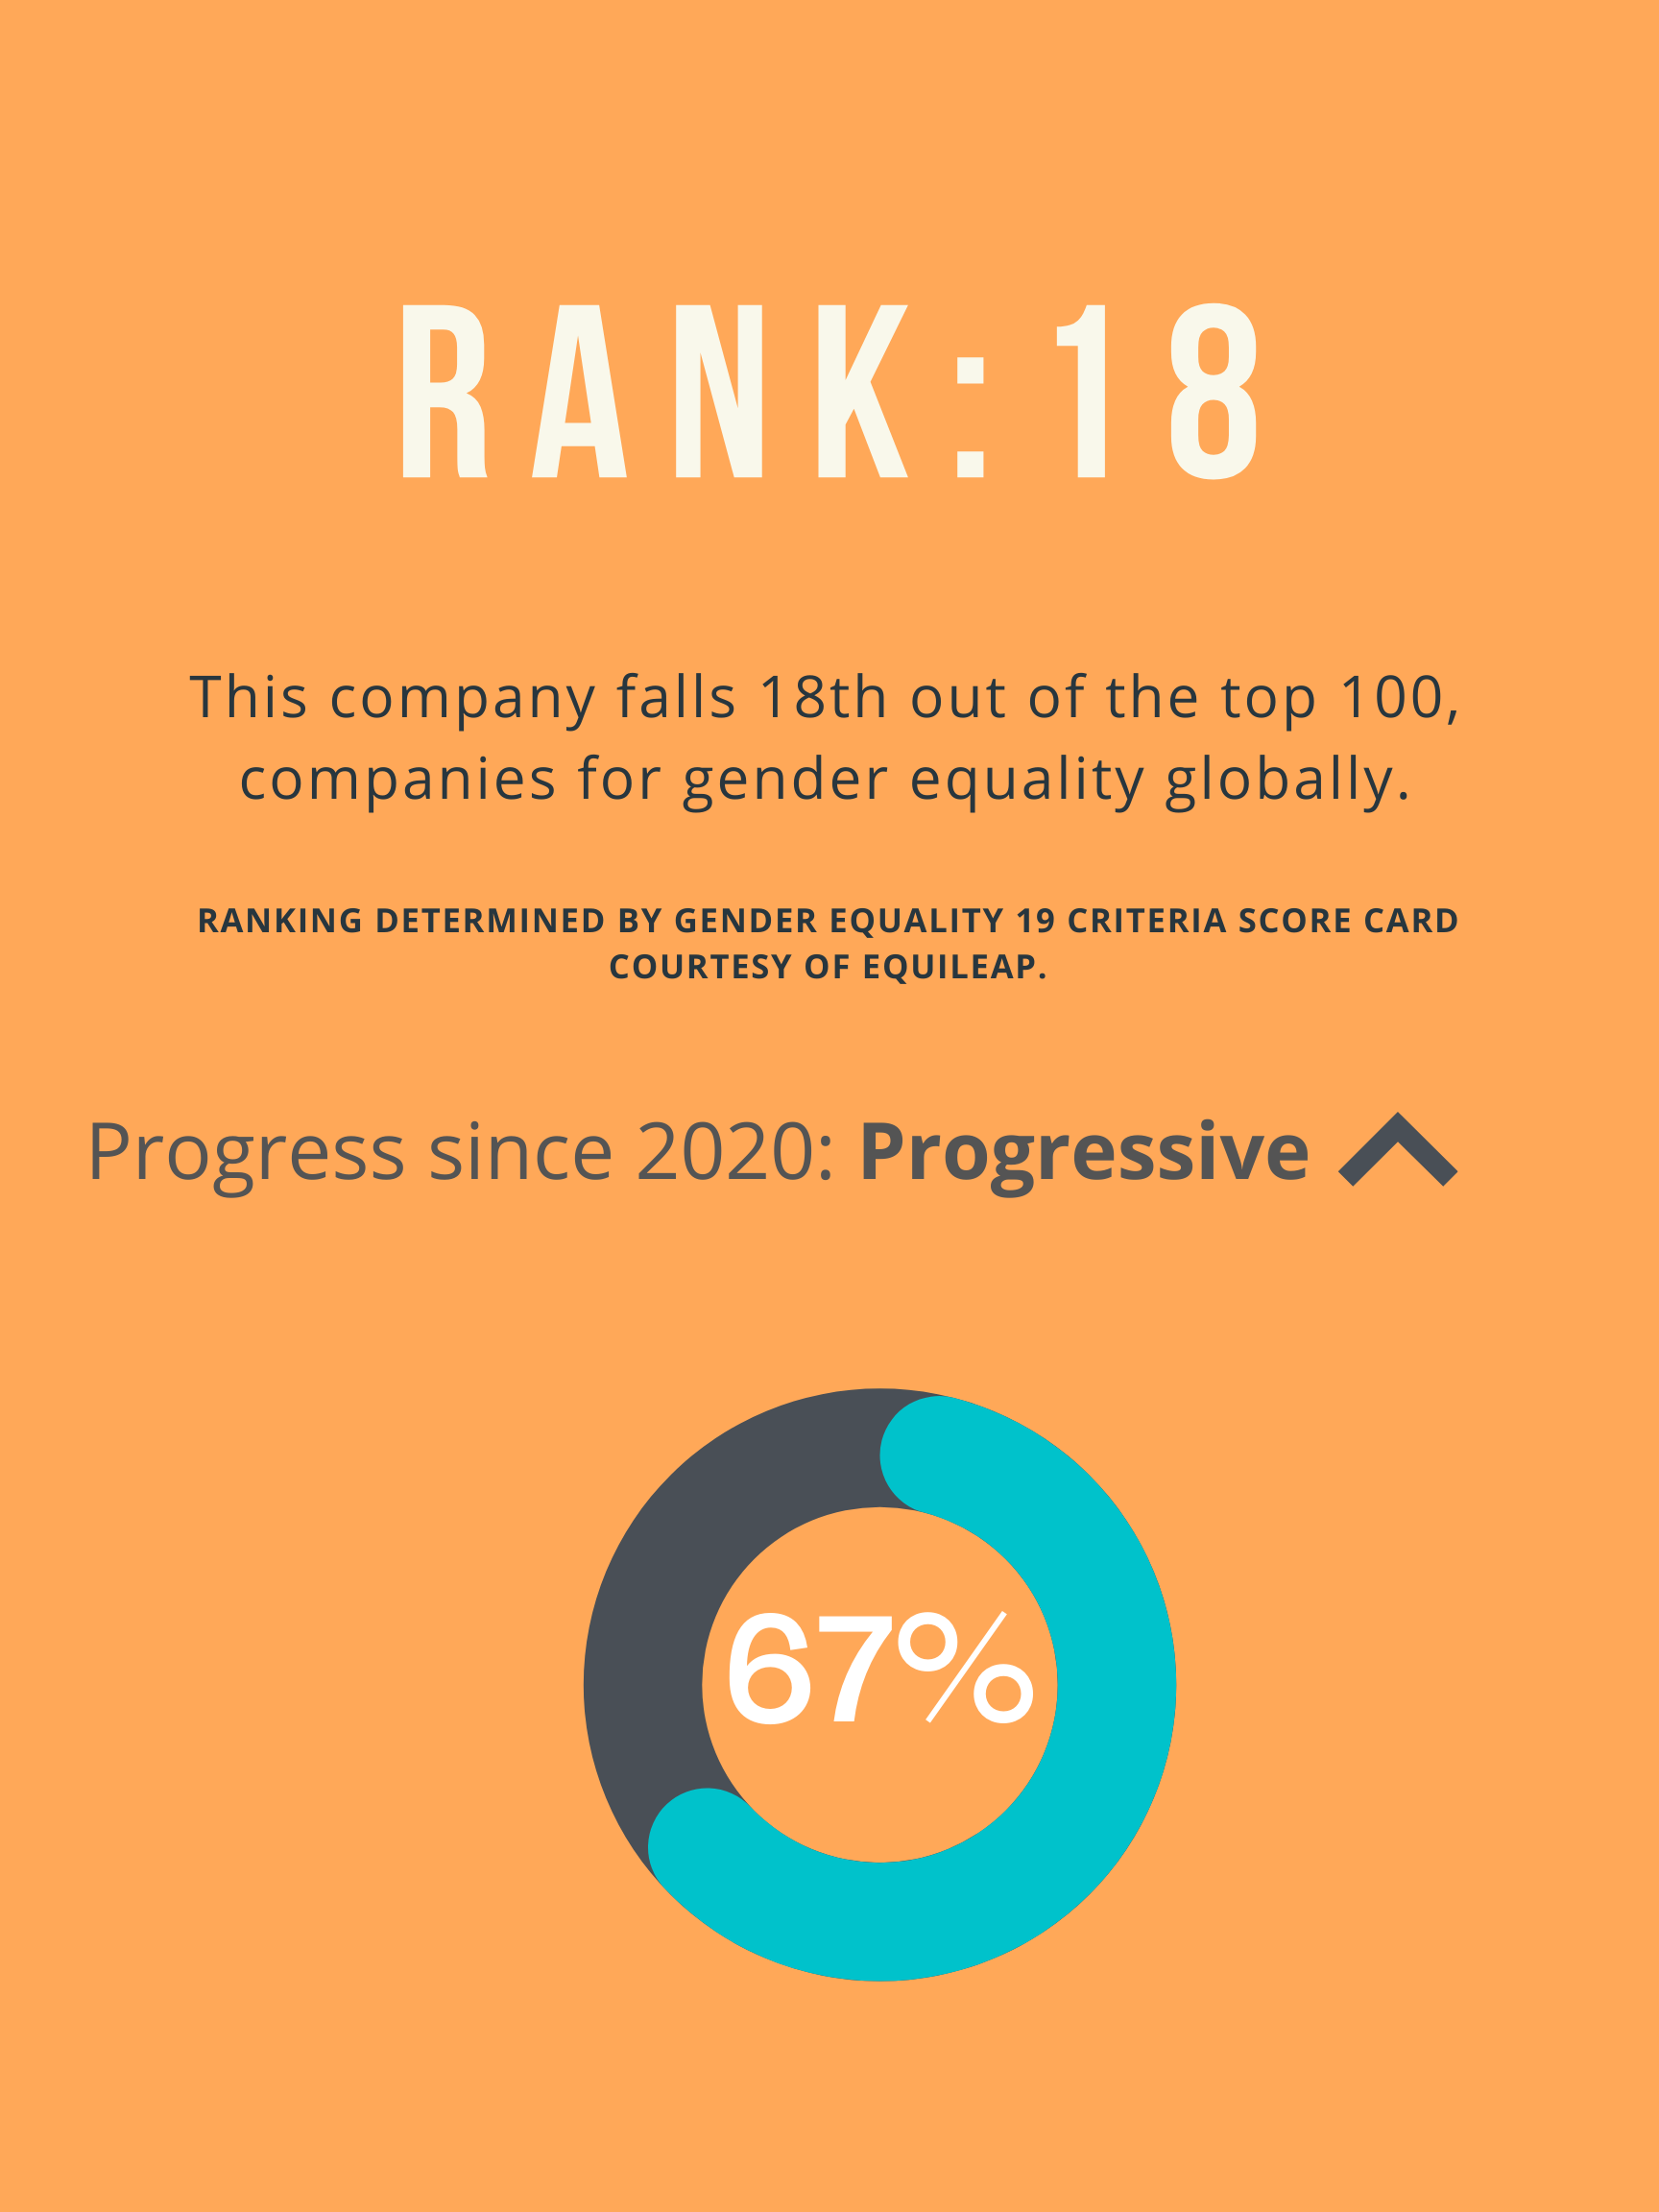 RANK:18
This company falls 18th out of the top 100,
companies for gender equality globally.
RANKING DETERMINED BY GENDER EQUALITY 19 CRITERIA SCORE CARD
COURTESY OF EQUILEAP.
Progress since 2020: Progressive
67%